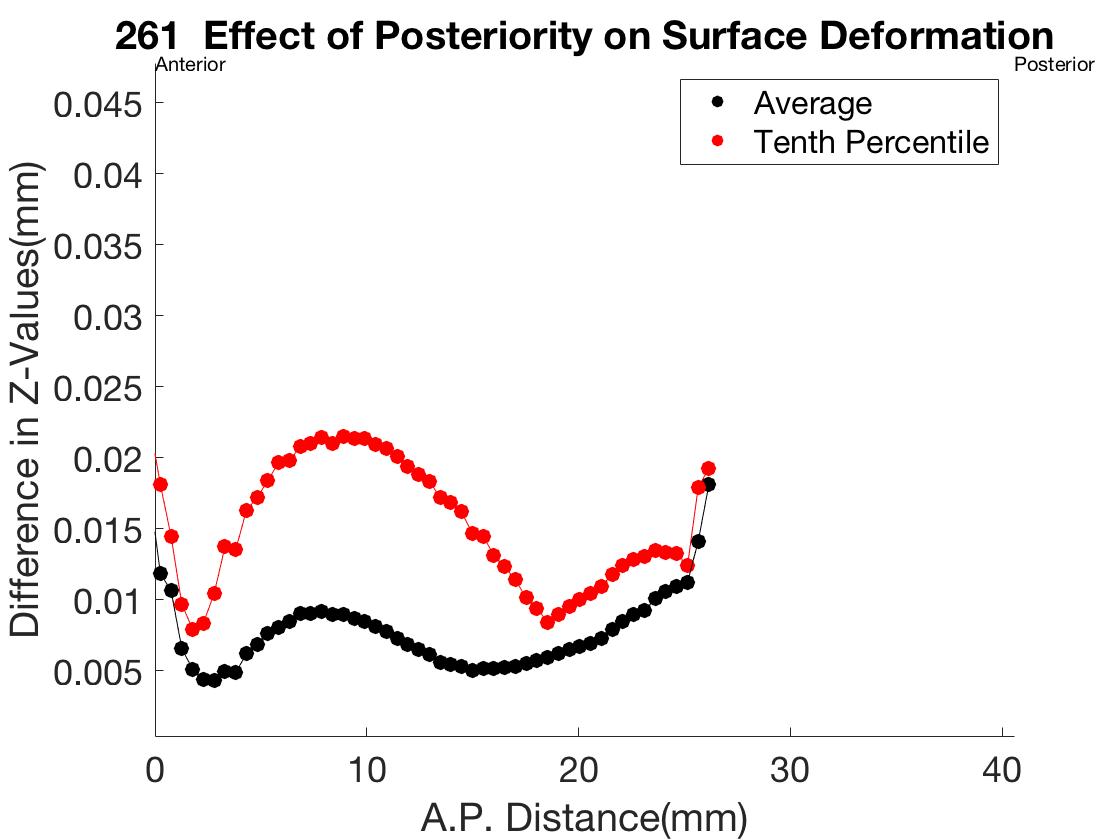 261  Effect of Posteriority on Surface Deformation
Anterior
Posterior
Average
Tenth Percentile
0.045
0.04
0.035
0.03
0.025
0.02
0.015
0.01
0.005
Difference in Z-Values(mm)
0
10
20
30
40
A.P. Distance(mm)